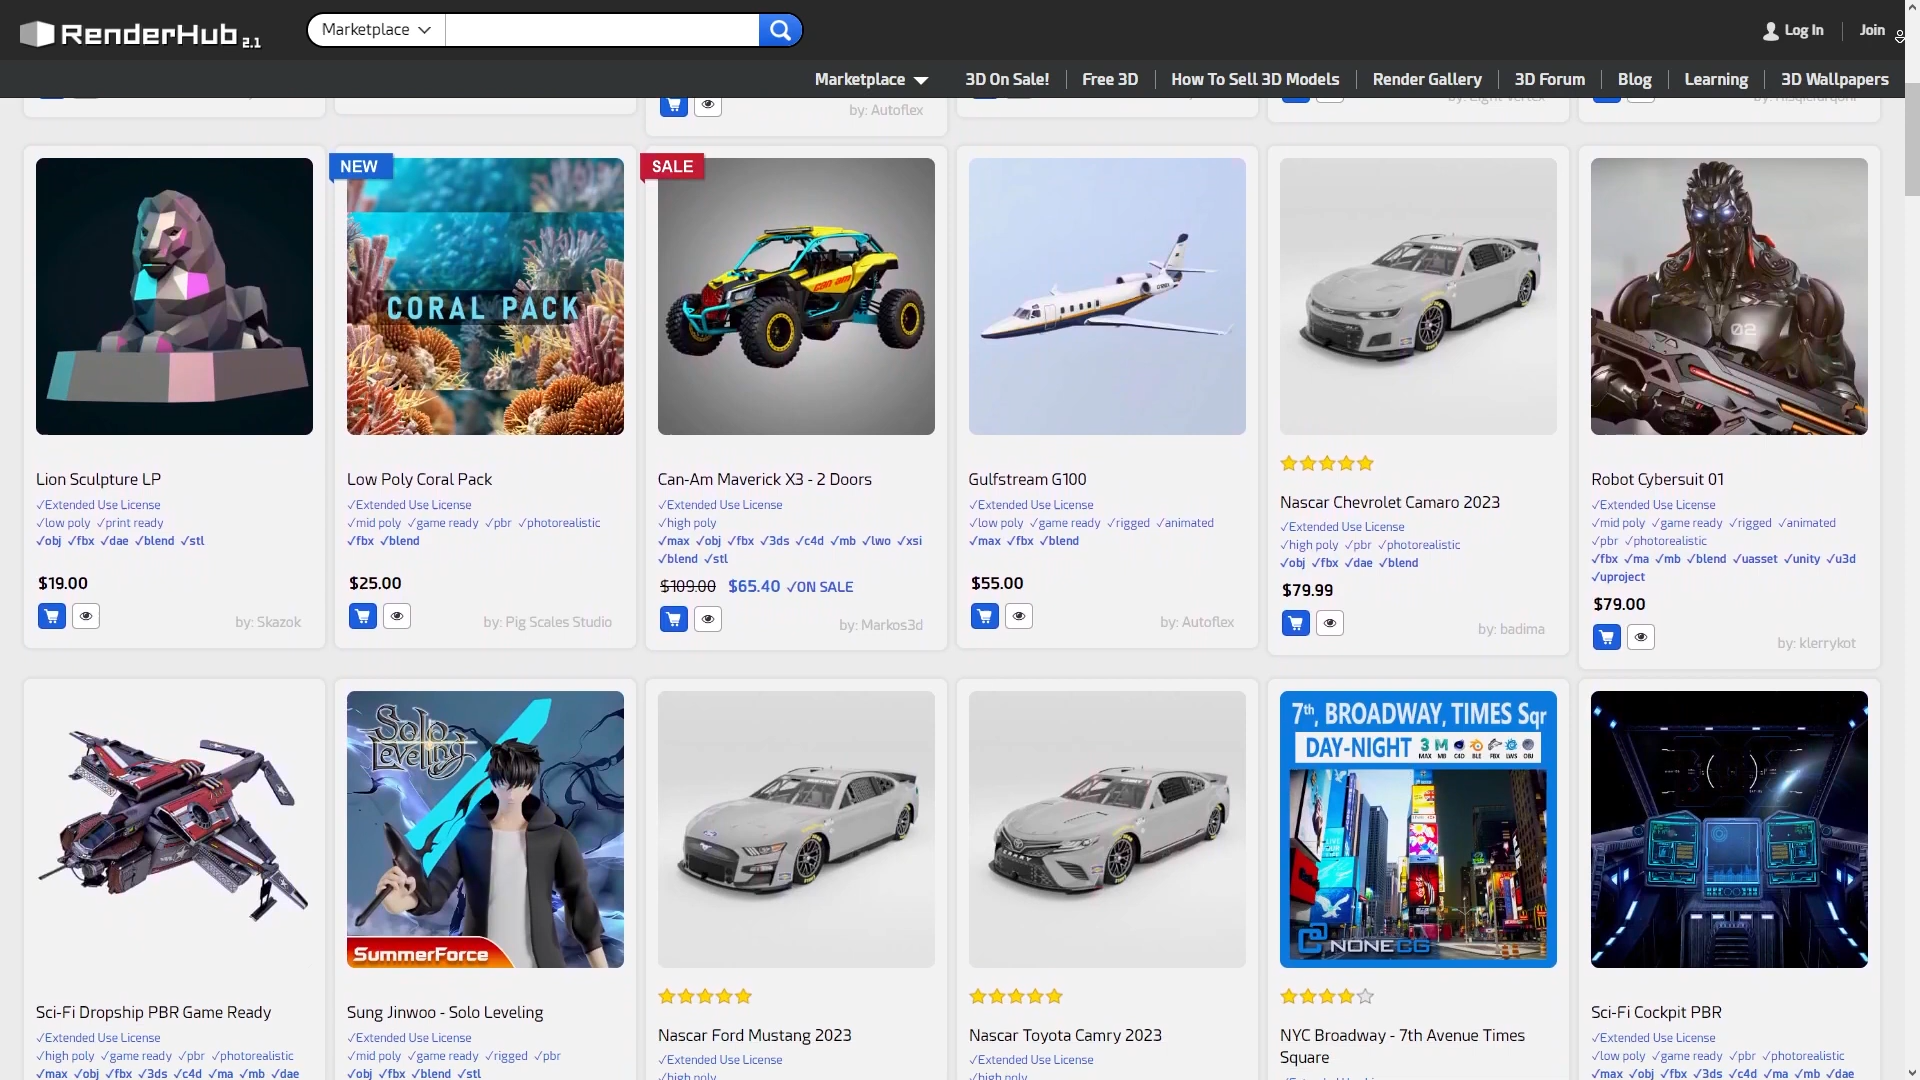 RenderHub 2.1
Marketplace
Log In
Join
Marketplace
3D On Sale!
Free 3D
How To Sell 3D Models
Render Gallery
3D Forum
Blog
Learning
3D Wallpapers
by: Autoflex
NEW
CORAL PACK
SALE
can-am
02
Lion Sculpture LP
✓Extended Use License
✓low poly ✓print ready
✓obj ✓fbx ✓dae ✓blend ✓stl
$19.00
by: Skazok
Low Poly Coral Pack
✓Extended Use License
✓mid poly ✓game ready ✓pbr ✓photorealistic
✓fbx ✓blend
$25.00
by: Pig Scales Studio
Can-Am Maverick X3 - 2 Doors
✓Extended Use License
✓high poly
✓max ✓obj ✓fbx ✓3ds ✓c4d ✓mb ✓lwo ✓xsi
✓blend ✓stl
$109.00 $65.40 ✓ON SALE
by: Markos3d
Gulfstream G100
✓Extended Use License
✓low poly ✓game ready ✓rigged ✓animated
✓max ✓fbx ✓blend
$55.00
by: Autoflex
Nascar Chevrolet Camaro 2023
✓Extended Use License
✓high poly ✓pbr ✓photorealistic
✓obj ✓fbx ✓dae ✓blend
$79.99
by: badima
Robot Cybersuit 01
✓Extended Use License
✓mid poly ✓game ready ✓rigged ✓animated
✓pbr ✓photorealistic
✓fbx ✓ma ✓mb ✓blend ✓uasset ✓unity ✓u3d
✓uproject
$79.00
by: klerrykot
Solo
Leveling
SummerForce
7th, BROADWAY, TIMES Sqr
DAY-NIGHT
MAX MB C4D BLE FBX LWS OBJ
NONECG
Sci-Fi Dropship PBR Game Ready
✓Extended Use License
✓high poly ✓game ready ✓pbr ✓photorealistic
✓max ✓obj ✓fbx ✓3ds ✓c4d ✓ma ✓mb ✓dae
Sung Jinwoo - Solo Leveling
✓Extended Use License
✓mid poly ✓game ready ✓rigged ✓pbr
✓obj ✓fbx ✓blend ✓stl
Nascar Ford Mustang 2023
✓Extended Use License
✓high poly
Nascar Toyota Camry 2023
✓Extended Use License
✓high poly
NYC Broadway - 7th Avenue Times
Square
Sci-Fi Cockpit PBR
✓Extended Use License
✓low poly ✓game ready ✓pbr ✓photorealistic
✓max ✓obj ✓fbx ✓3ds ✓c4d ✓ma ✓mb ✓dae